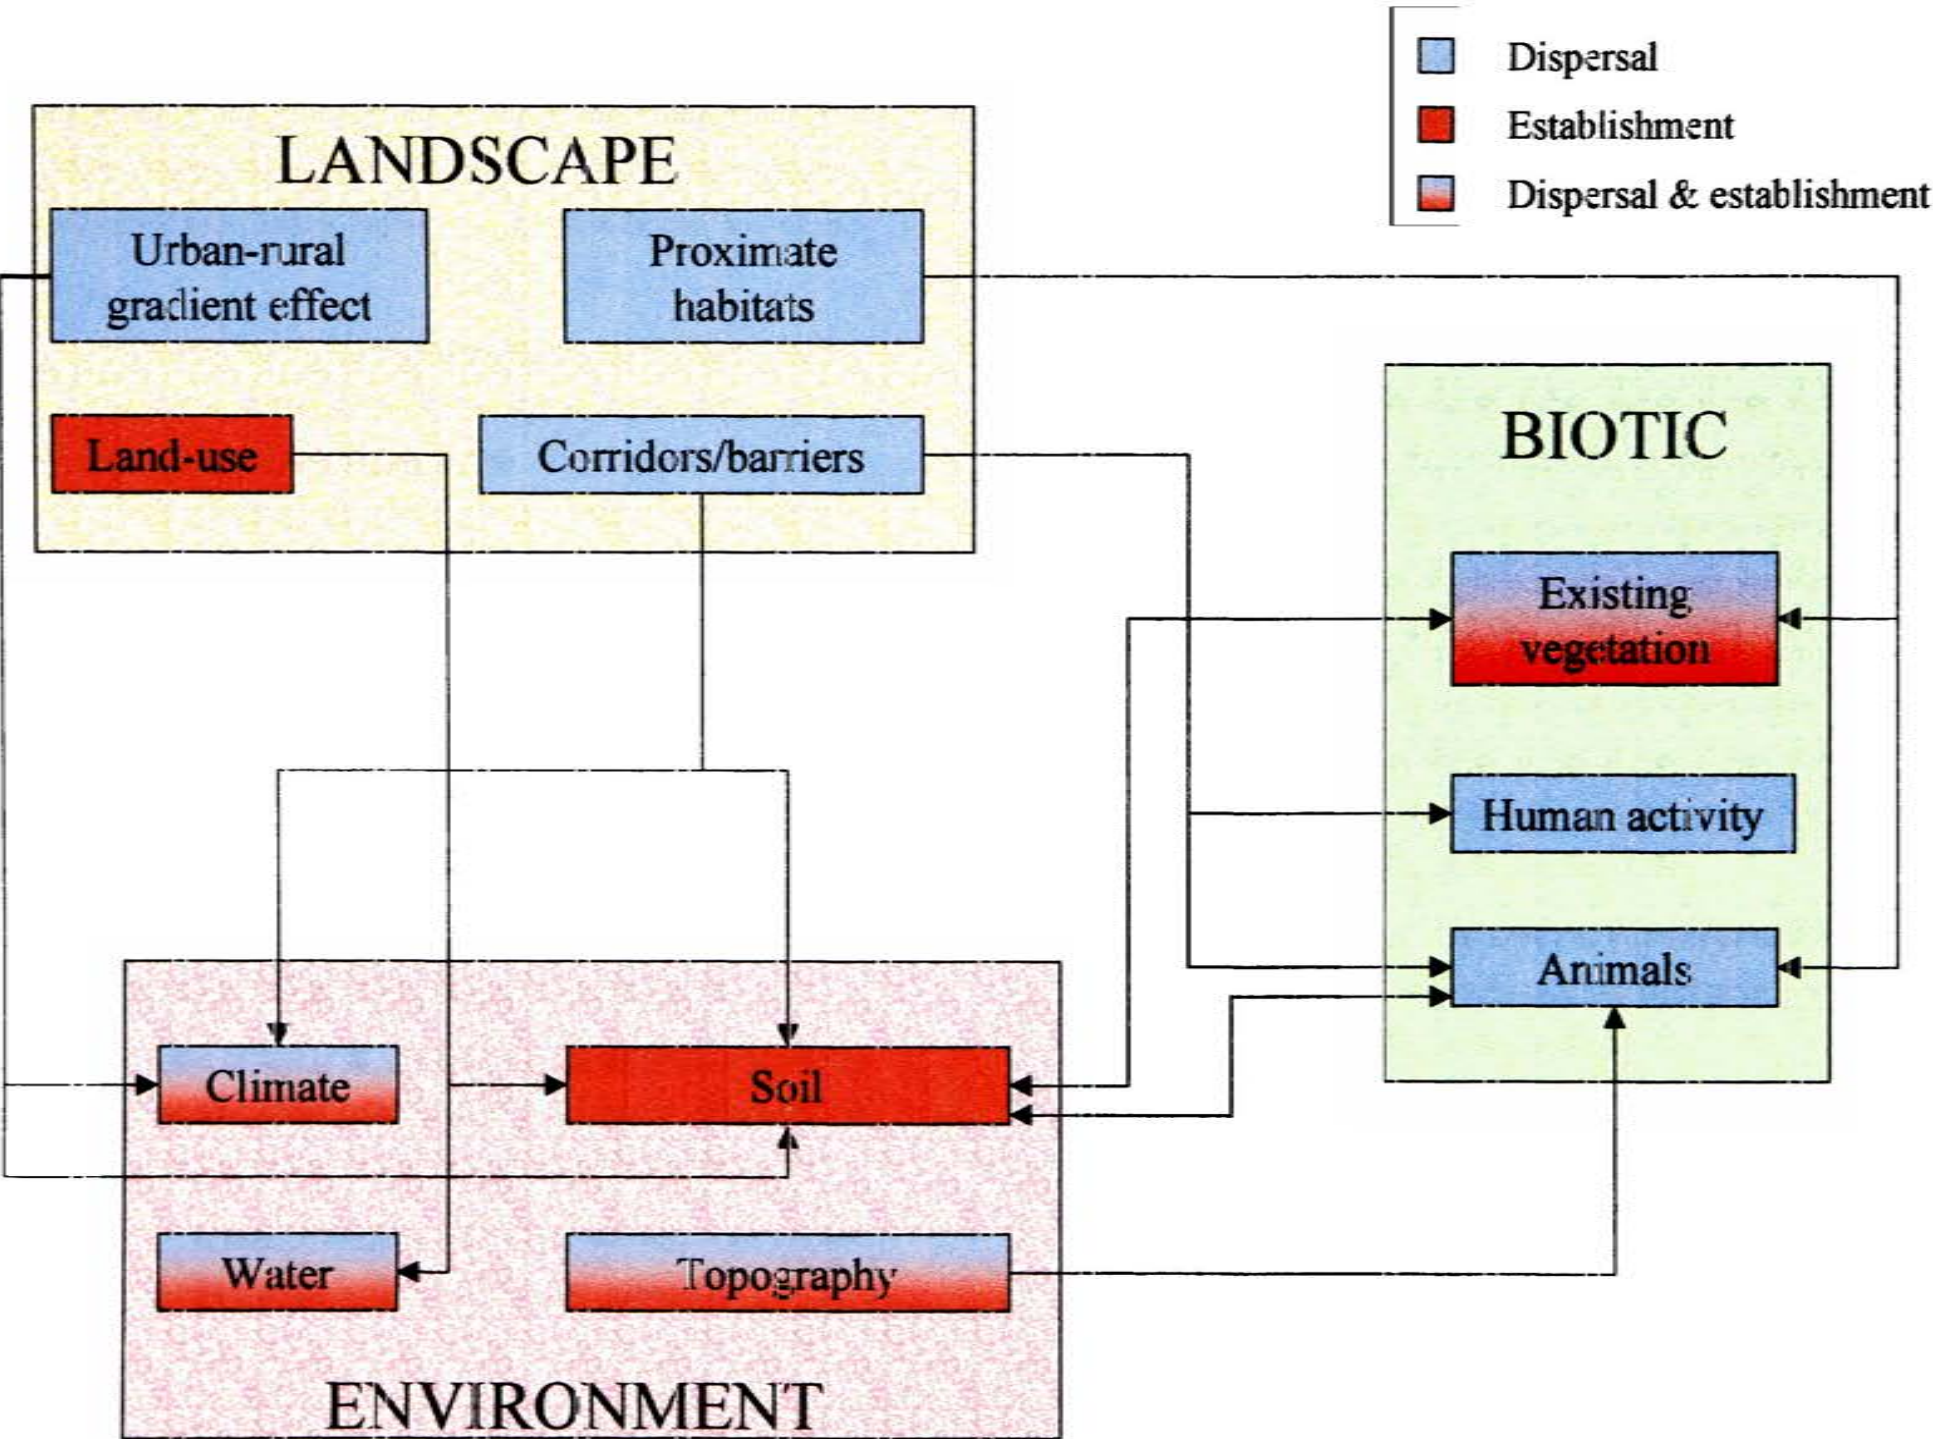 Dispersal
Establishment
Dispersal & establishment
LANDSCAPE
Urban-rural
gradient effect
Proximate
habitats
Land-use
Corridors/barriers
BIOTIC
Existing
vegetation
Human activity
Animals
Climate
Soil
Water
Topography
ENVIRONMENT